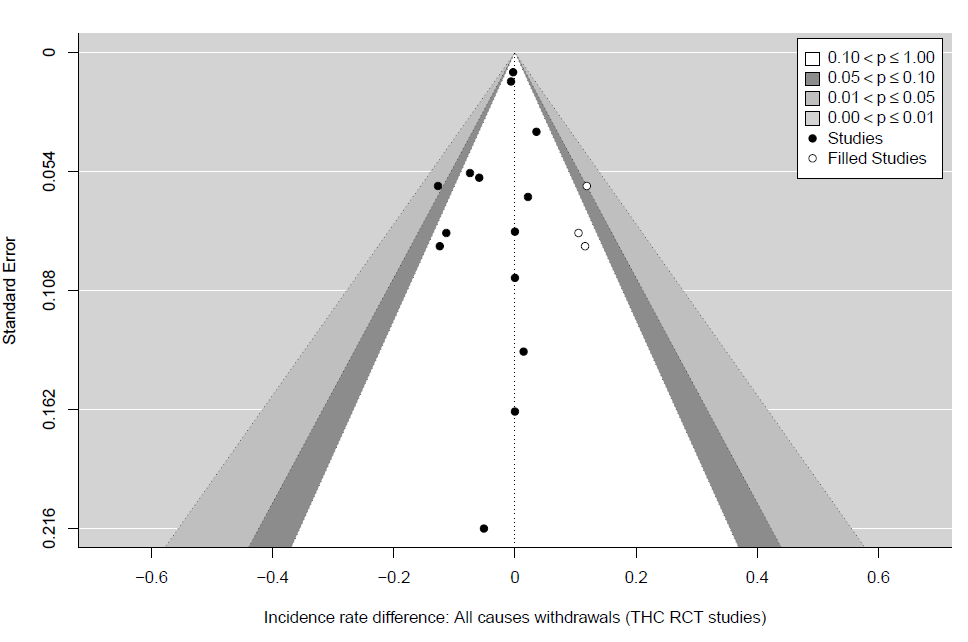 0.10 < p ≤ 1.00
0.05 < p ≤ 0.10
0.01 < p ≤ 0.05
0.00 < p ≤ 0.01
Studies
Filled Studies
Standard Error
0
0.054
0.108
0.162
0.216
−0.6 −0.4 −0.2 0 0.2 0.4 0.6
Incidence rate difference: All causes withdrawals (THC RCT studies)